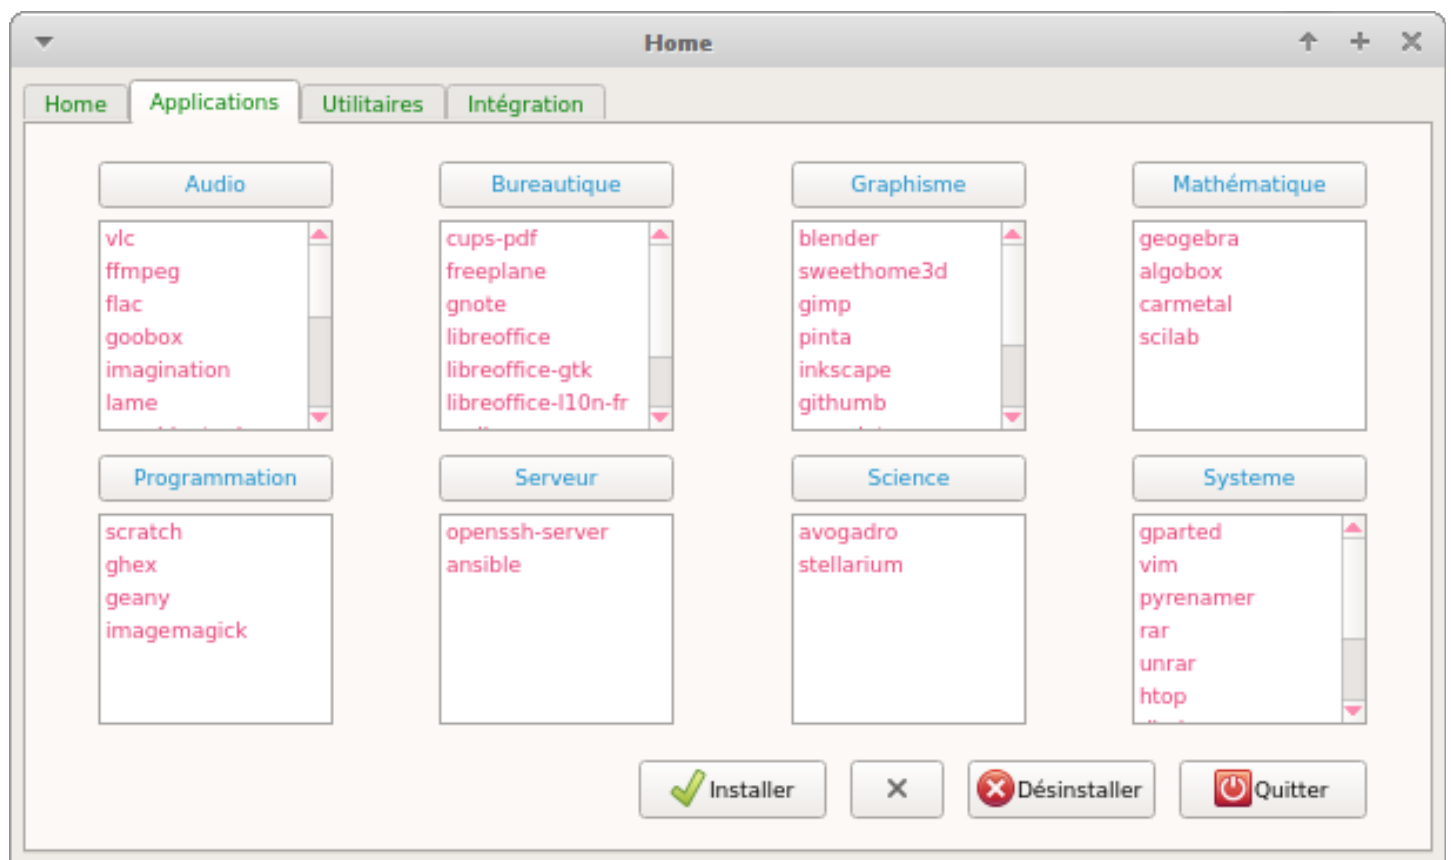 Home
Home Applications Utilitaires Intégration
Audio Bureautique Graphisme Mathématique
vlc
ffmpeg
flac
goobox
imagination
lame
cups-pdf
freeplane
gnote
libreoffice
libreoffice-gtk
libreoffice-l10n-fr
blender
sweethome3d
gimp
pinta
inkscape
githumb
geogebra
algobox
carmetal
scilab
Programmation Serveur Science Systeme
scratch
ghex
geany
imagemagick
openssh-server
ansible
avogadro
stellarium
gparted
vim
pyrenamer
rar
unrar
htop
Installer Désinstaller Quitter